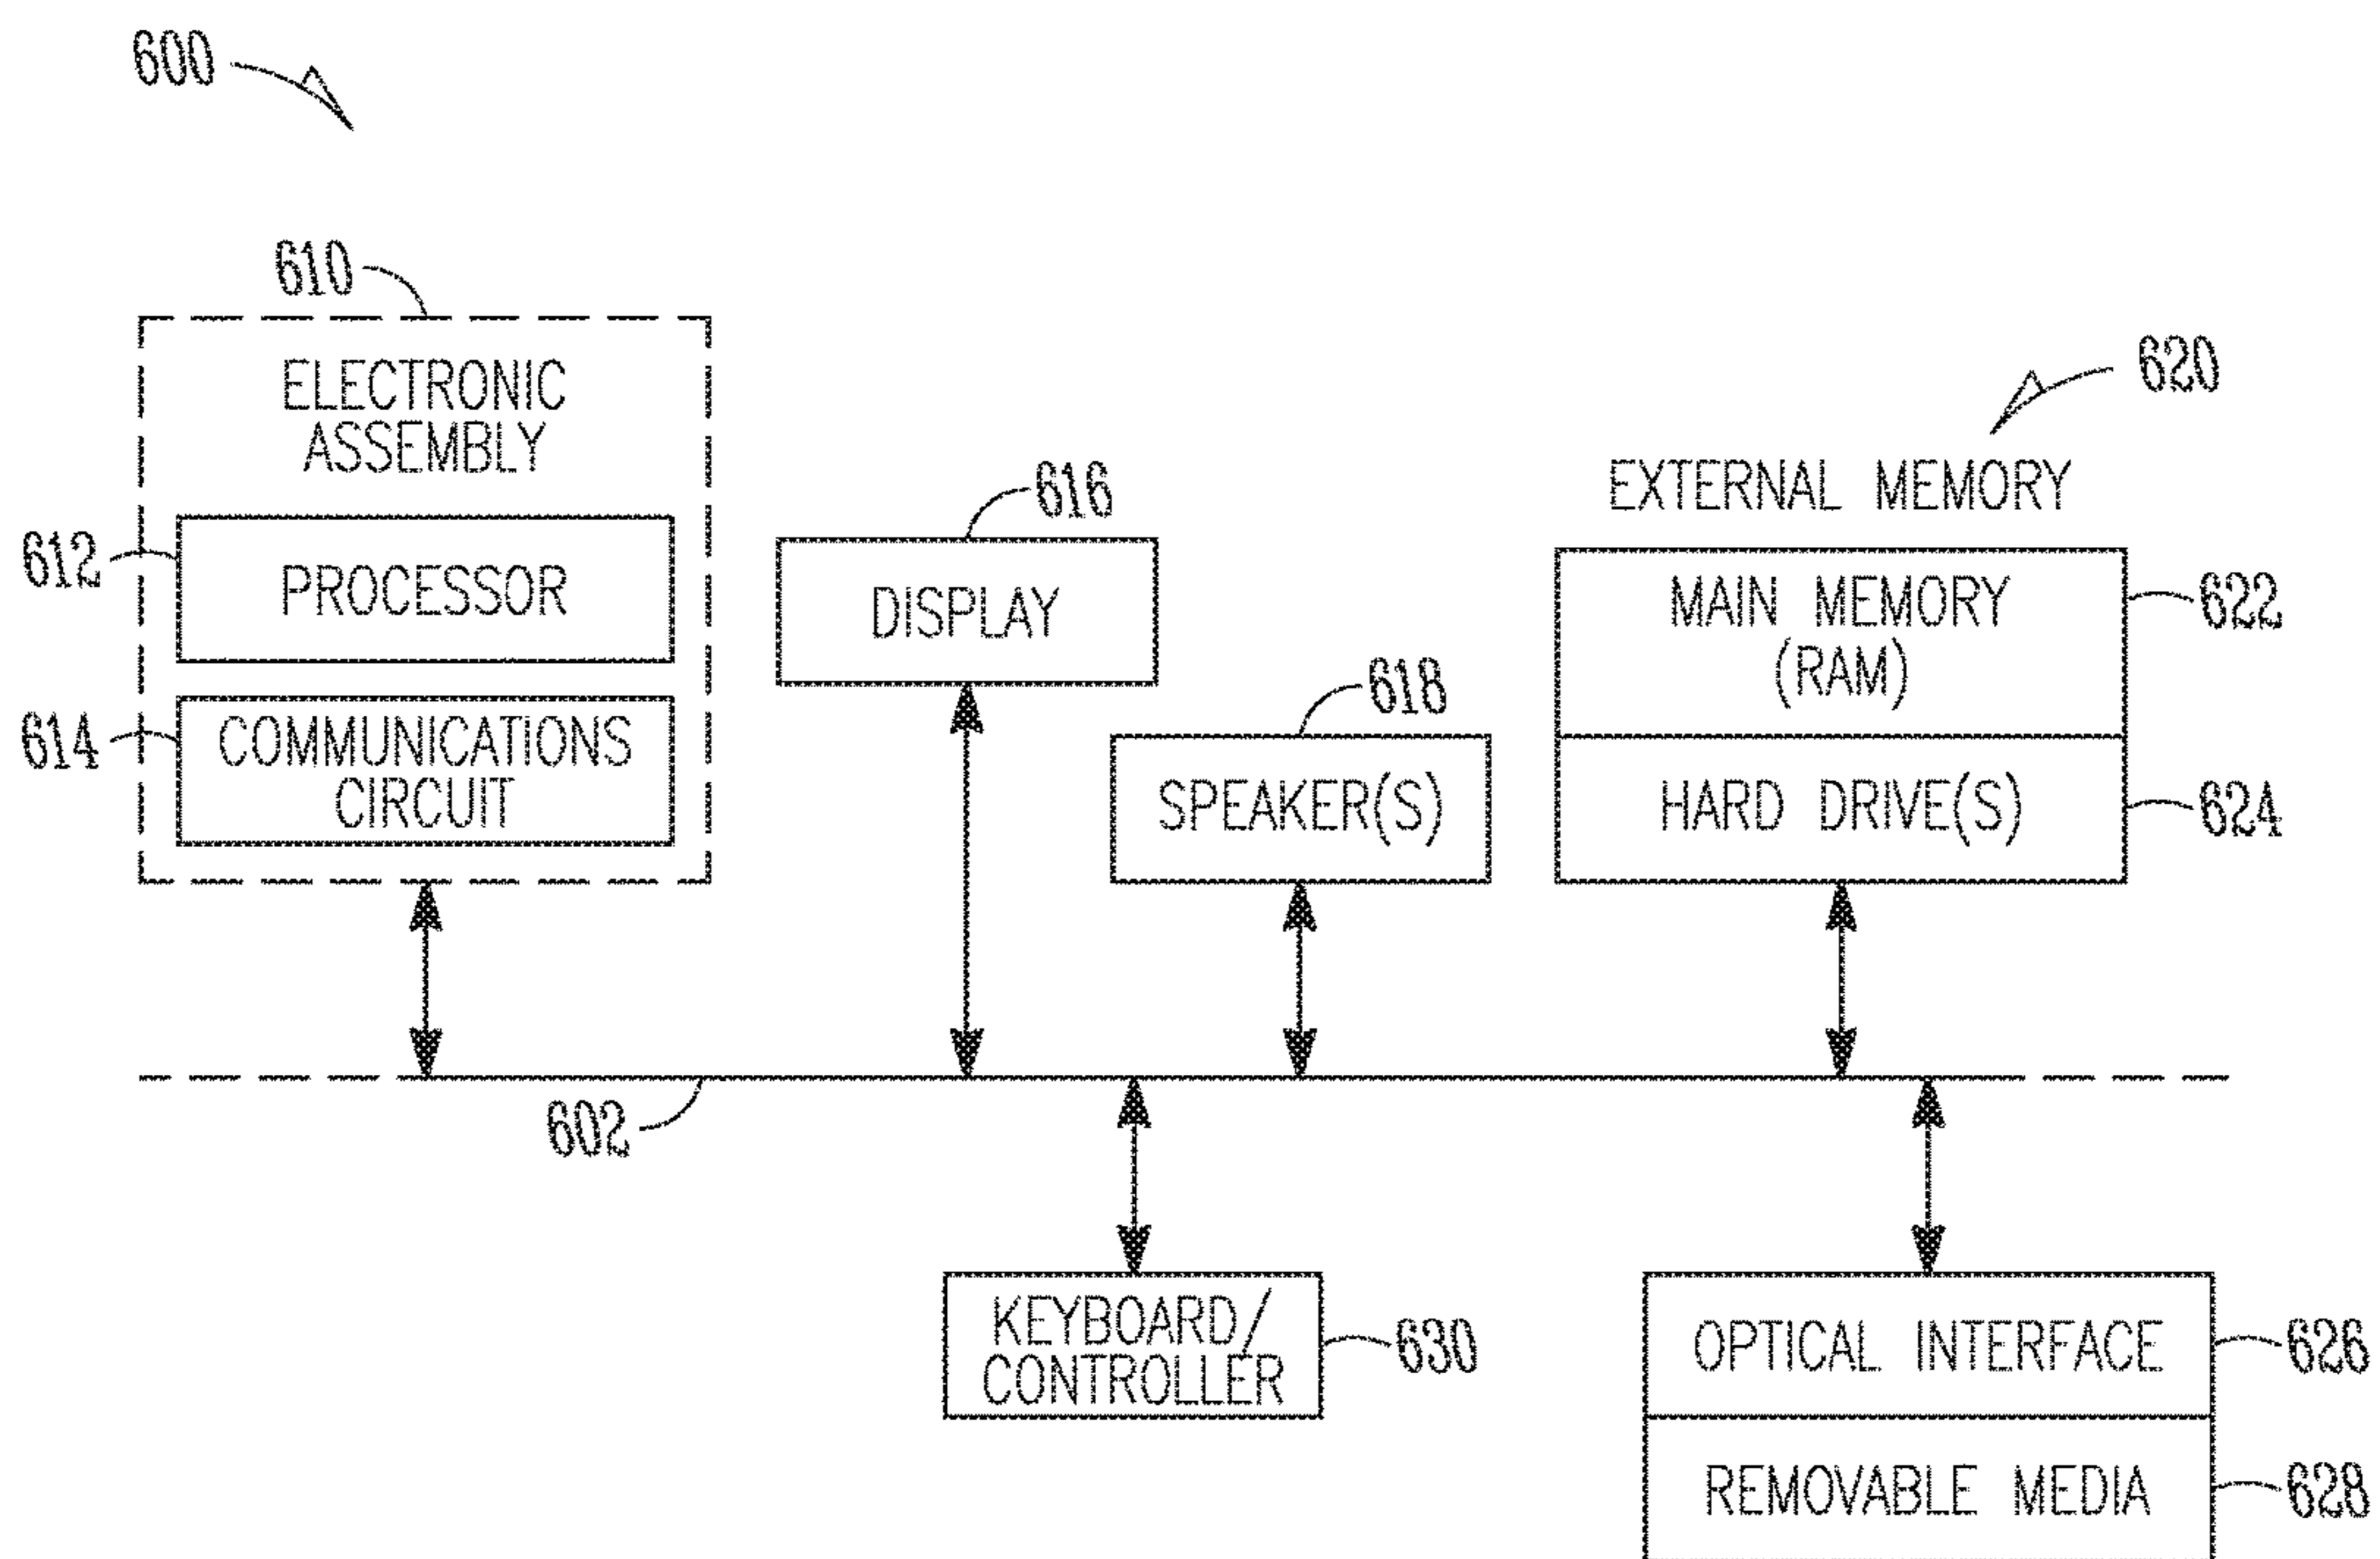 600
610
ELECTRONIC
ASSEMBLY
612
PROCESSOR
614
COMMUNICATIONS
CIRCUIT
616
DISPLAY
618
SPEAKER(S)
620
EXTERNAL MEMORY
MAIN MEMORY
(RAM)
622
HARD DRIVE(S)
624
602
KEYBOARD/
CONTROLLER
630
OPTICAL INTERFACE
626
REMOVABLE MEDIA
628